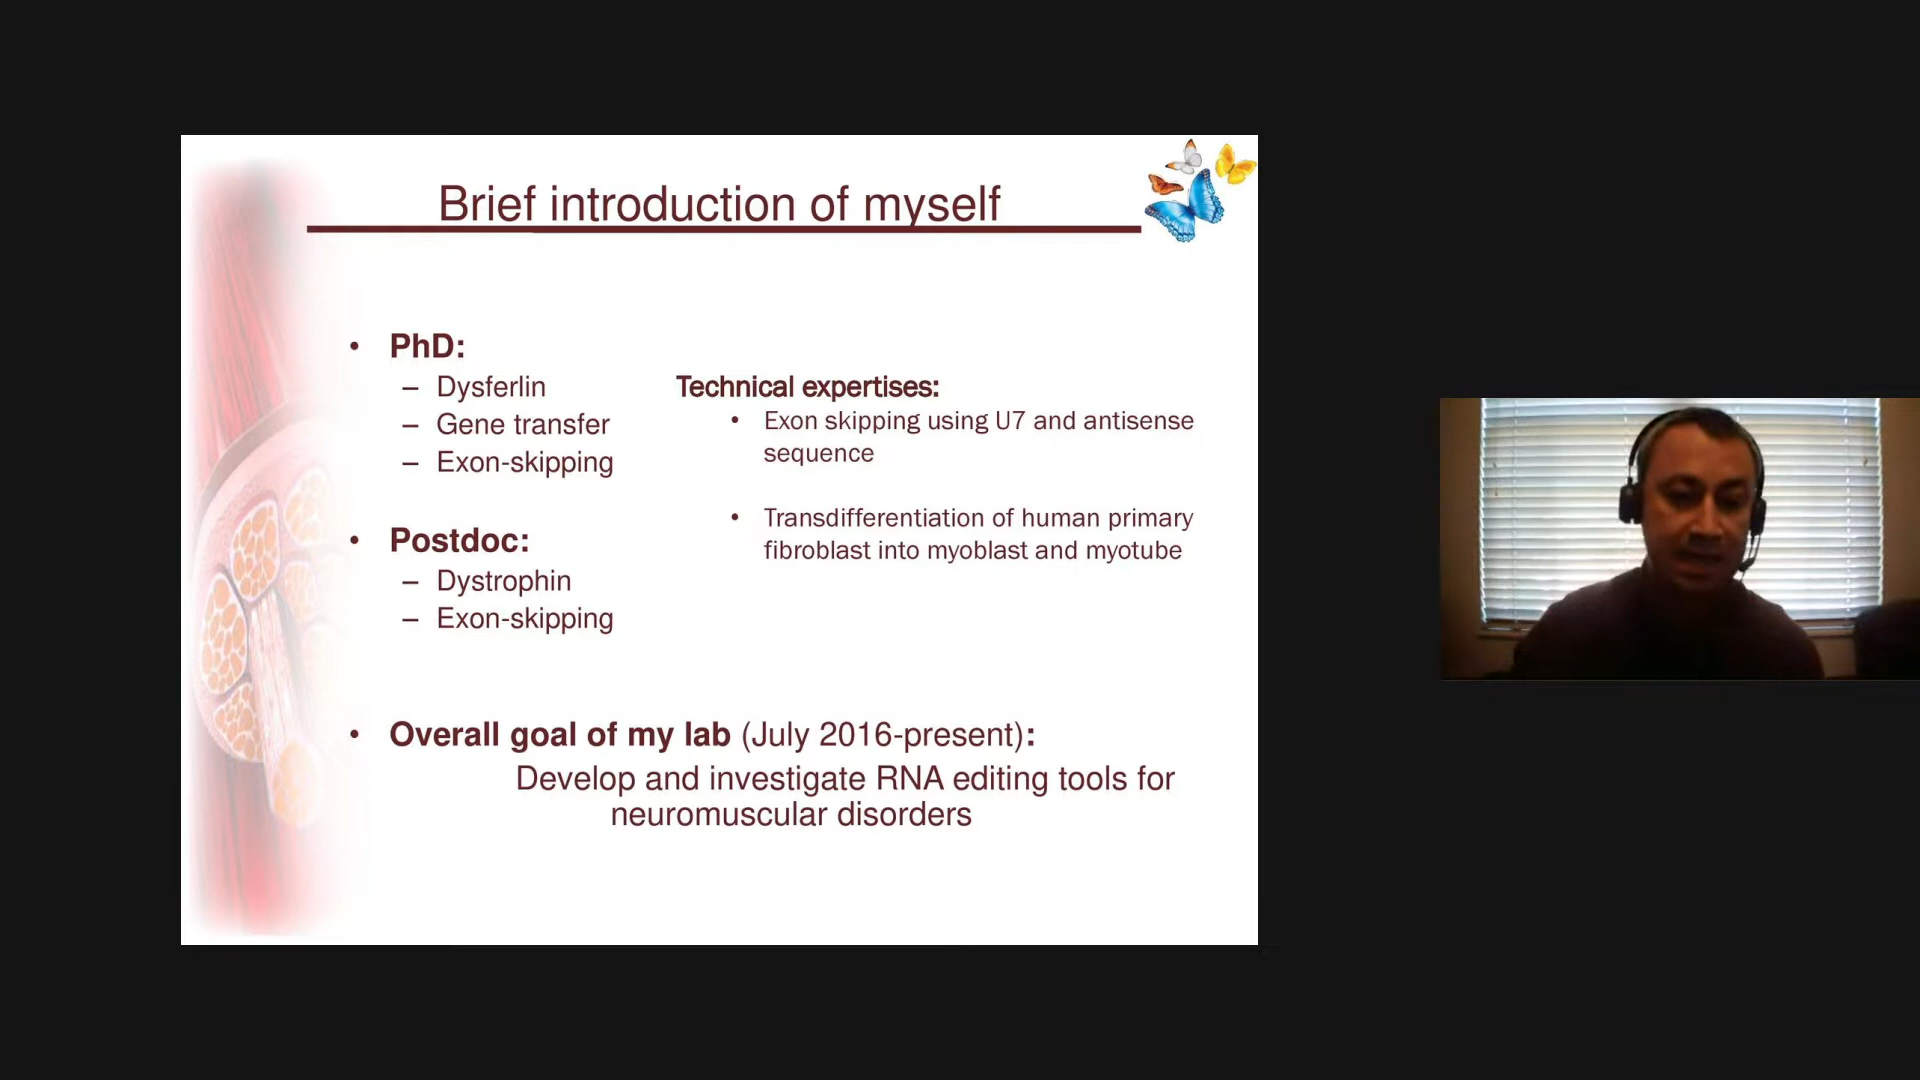 Brief introduction of myself
• PhD:
– Dysferlin
– Gene transfer
– Exon-skipping
• Postdoc:
– Dystrophin
– Exon-skipping
Technical expertises:
• Exon skipping using U7 and antisense
sequence
• Transdifferentiation of human primary
fibroblast into myoblast and myotube
• Overall goal of my lab (July 2016-present):
Develop and investigate RNA editing tools for
neuromuscular disorders